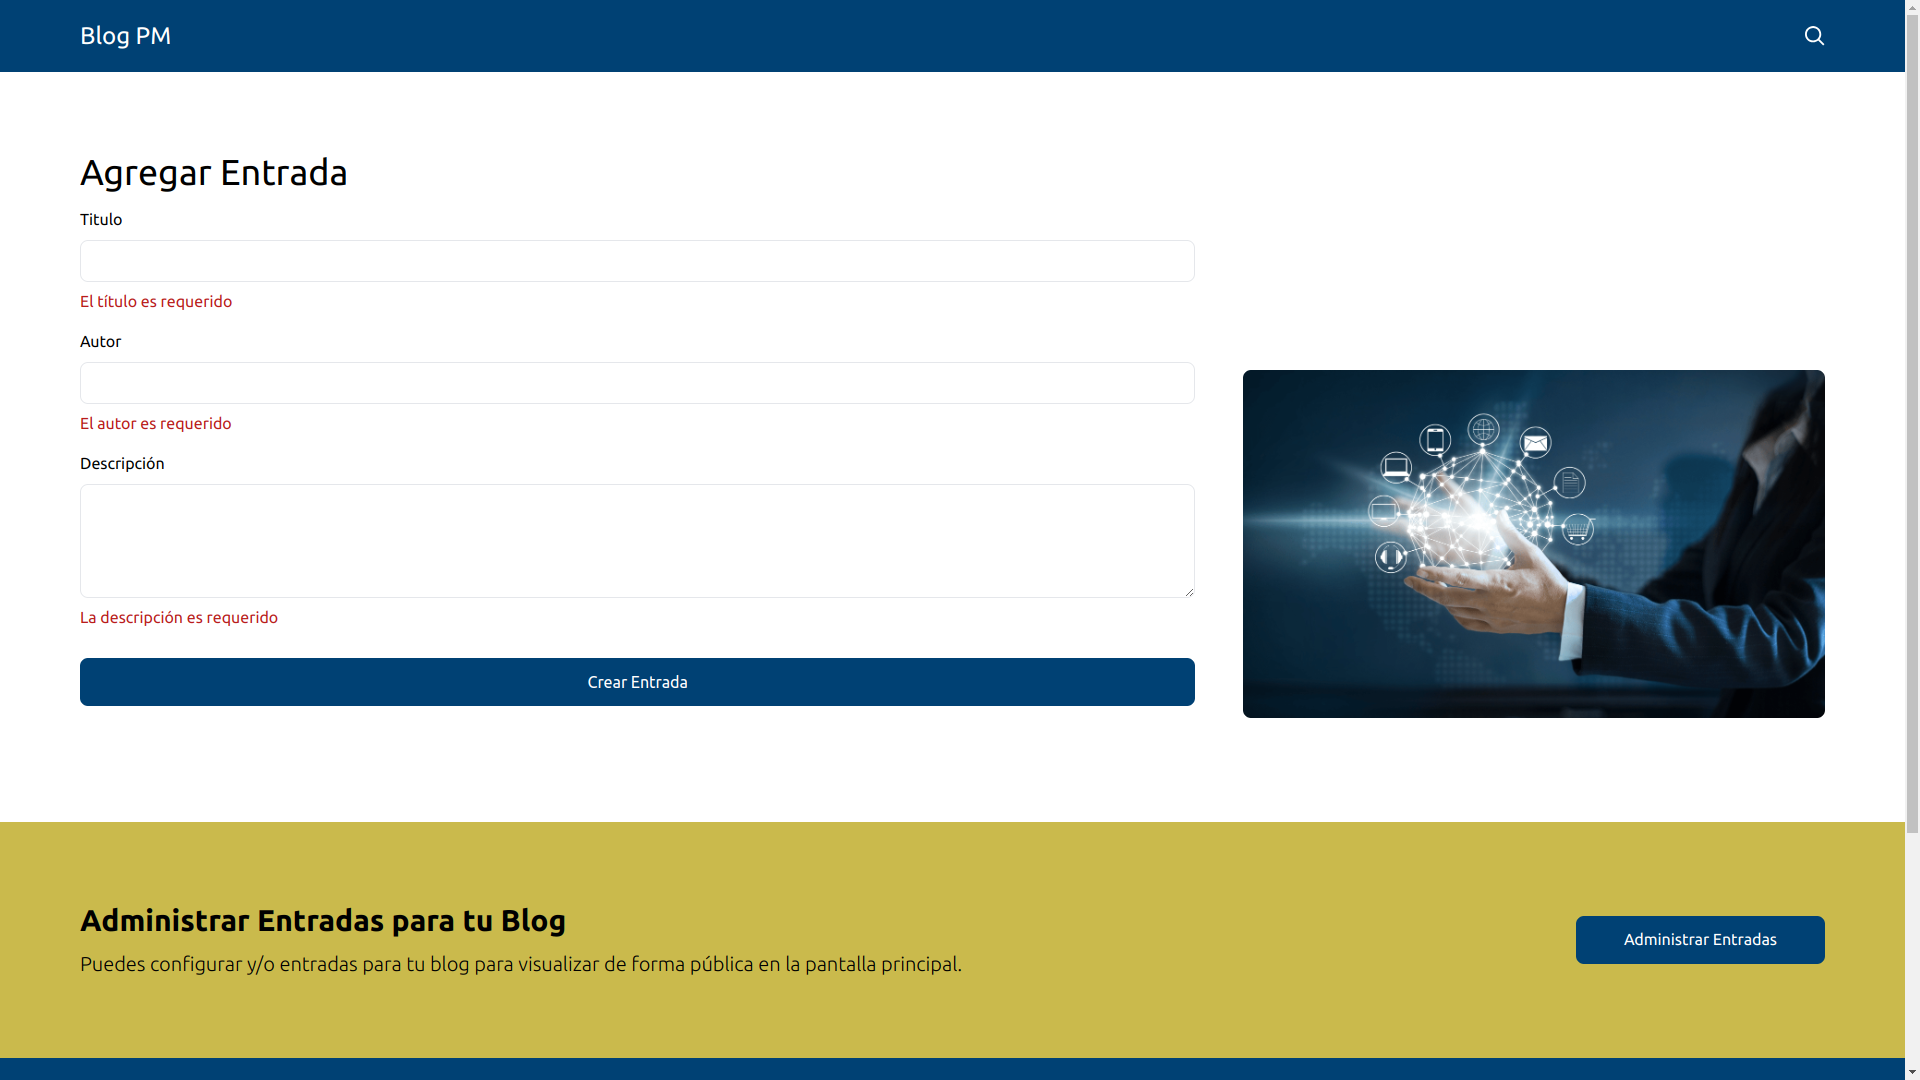 Blog PM
Agregar Entrada
Titulo
El título es requerido
Autor
El autor es requerido
Descripción
La descripción es requerido
Crear Entrada
Administrar Entradas para tu Blog
Puedes configurar y/o entradas para tu blog para visualizar de forma pública en la pantalla principal.
Administrar Entradas